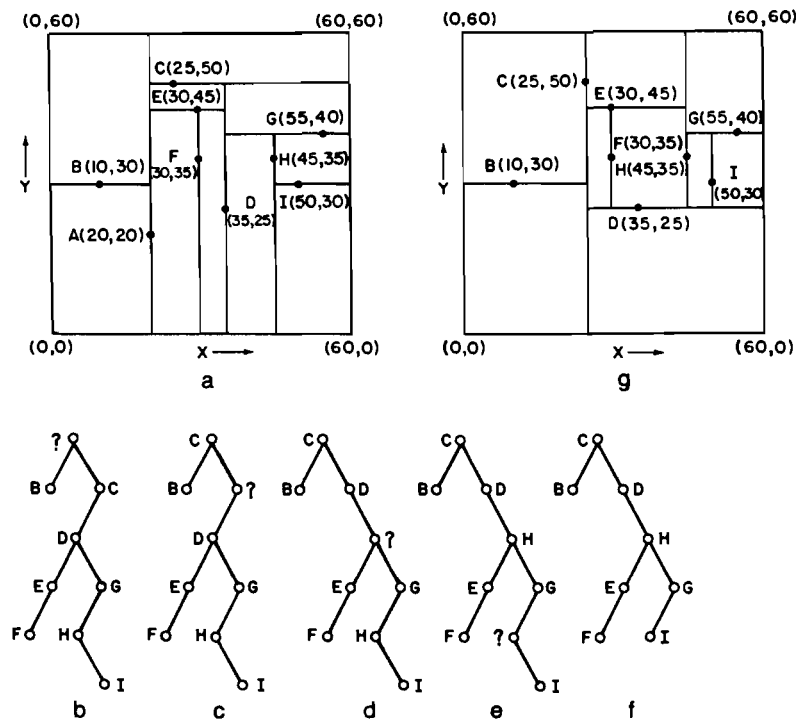 (0,60) (60,60)
C(25,50)
E(30,45)
G(55,40)
B(10,30)
F
(30,35)
H(45,35)
Y
D
(35,25)
I(50,30)
A(20,20)
(0,0) X (60,0)
a
(0,60) (60,60)
C(25,50)
E(30,45)
G(55,40)
B(10,30)
F(30,35)
H(45,35)
I
(50,30)
Y
D(35,25)
(0,0) X (60,0)
g
?
B C
D
E G
F H
I
b
C
B ?
D
E G
F H
I
c
C
B D
?
E G
F H
I
d
C
B D
H
E G
F ?
I
e
C
B D
H
E G
F I
f